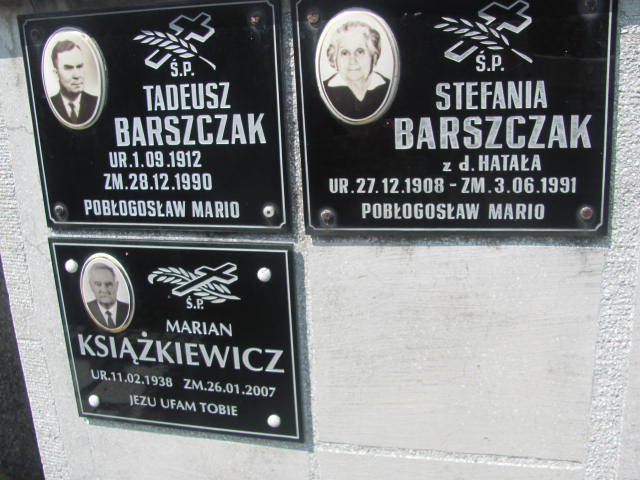 Ś.P.
TADEUSZ
BARSZCZAK
UR.1.09.1912
ZM.28.12.1990
POBŁOGOSŁAW MARIO
Ś.P.
STEFANIA
BARSZCZAK
z d. HATAŁA
UR.27.12.1908 - ZM.3.06.1991
POBŁOGOSŁAW MARIO
Ś.P.
MARIAN
KSIĄŻKIEWICZ
UR.11.02.1938 ZM.26.01.2007
JEZU UFAM TOBIE